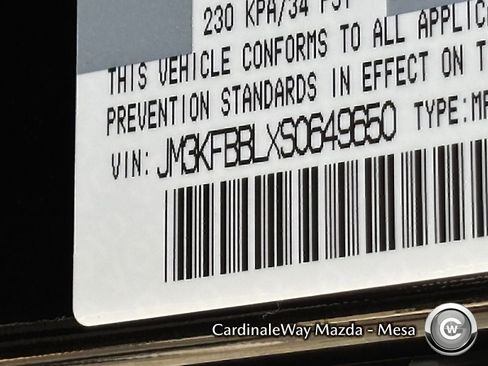 230 KPA/34 PSI
THIS VEHICLE CONFORMS TO ALL APPLIC
PREVENTION STANDARDS IN EFFECT ON T
VIN: JM3KFBBLXS0649650 TYPE: MP
CardinaleWay Mazda - Mesa
CW